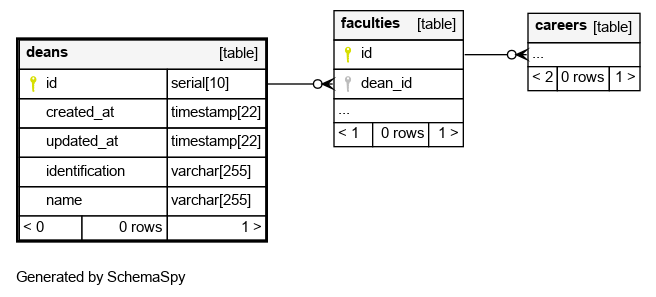 deans [table]
id serial[10]
created_at timestamp[22]
updated_at timestamp[22]
identification varchar[255]
name varchar[255]
< 0 0 rows 1 >
faculties [table]
id
dean_id
...
< 1 0 rows 1 >
careers [table]
...
< 2 0 rows 1 >
Generated by SchemaSpy